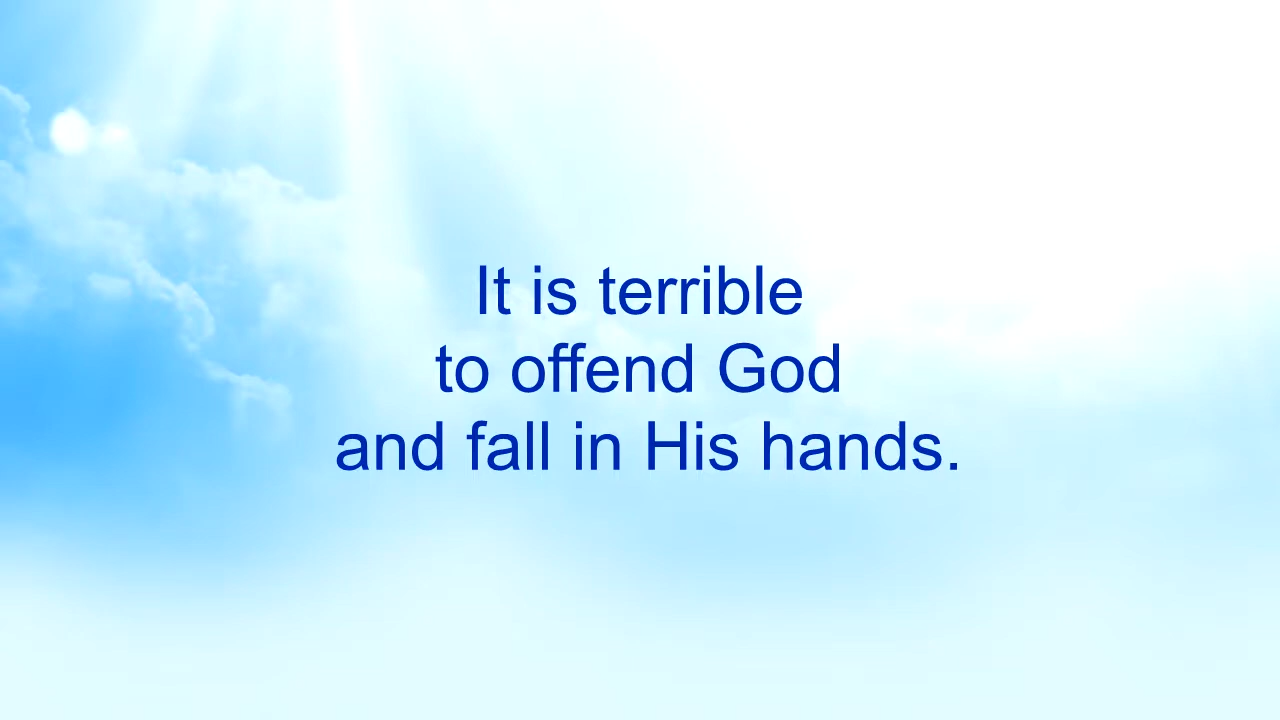 It is terrible
to offend God
and fall in His hands.